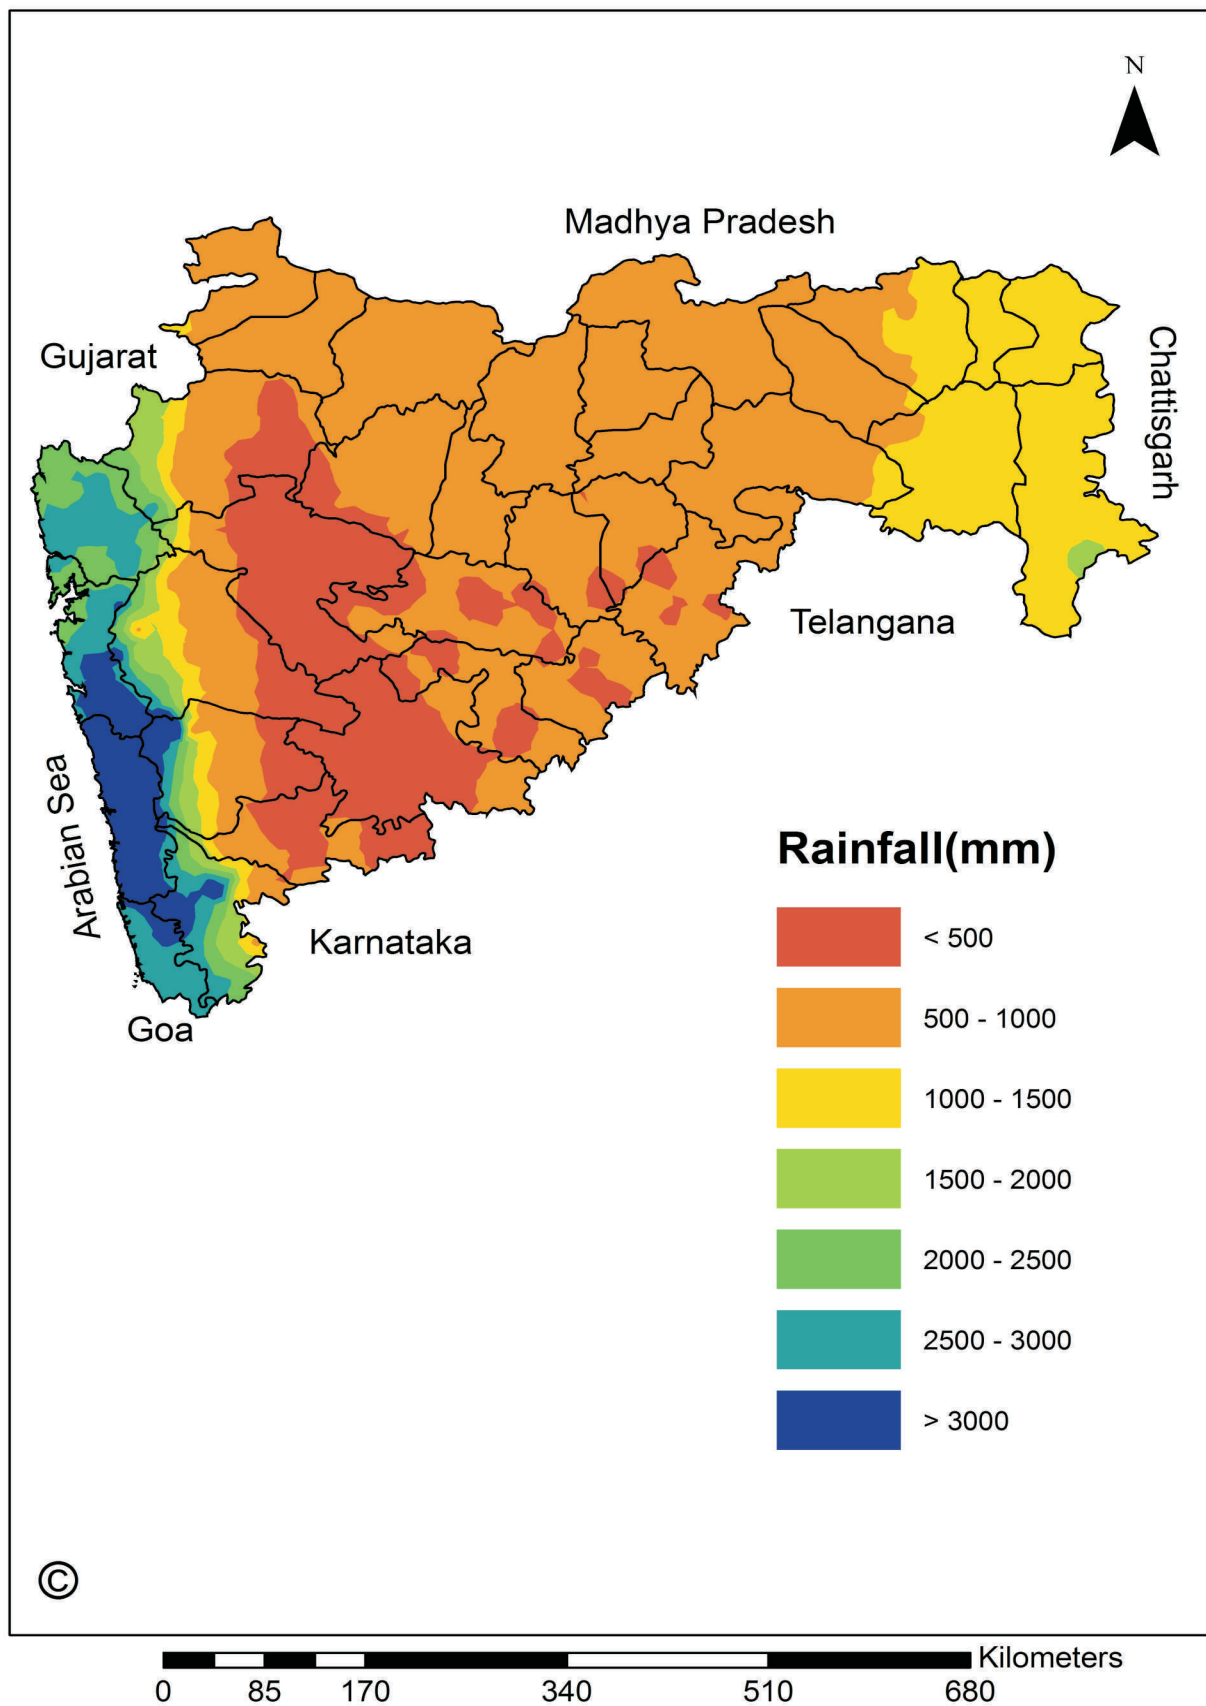 N
Madhya Pradesh
Gujarat
Chattisgarh
Telangana
Arabian Sea
Karnataka
Goa
Rainfall(mm)
< 500
500 - 1000
1000 - 1500
1500 - 2000
2000 - 2500
2500 - 3000
> 3000
©
Kilometers
0 85 170 340 510 680